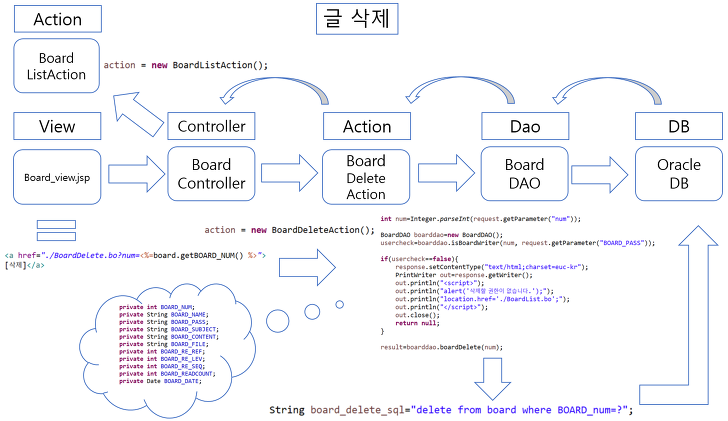 글 삭제
Action
Board
ListAction
action = new BoardListAction();
View
Controller
Action
Dao
DB
Board_view.jsp
Board
Controller
Board
Delete
Action
Board
DAO
Oracle
DB
action = new BoardDeleteAction();
<a href="./BoardDelete.bo?num=<%=board.getBOARD_NUM() %>">
[삭제]</a>
private int BOARD_NUM;
private String BOARD_NAME;
private String BOARD_PASS;
private String BOARD_SUBJECT;
private String BOARD_CONTENT;
private String BOARD_FILE;
private int BOARD_RE_REF;
private int BOARD_RE_LEV;
private int BOARD_RE_SEQ;
private int BOARD_READCOUNT;
private Date BOARD_DATE;
int num=Integer.parseInt(request.getParameter("num"));
BoardDAO boarddao=new BoardDAO();
usercheck=boarddao.isBoardWriter(num, request.getParameter("BOARD_PASS"));
if(usercheck==false){
response.setContentType("text/html;charset=euc-kr");
PrintWriter out=response.getWriter();
out.println("<script>");
out.println("alert('삭제할 권한이 없습니다.');");
out.println("location.href='./BoardList.bo';");
out.println("</script>");
out.close();
return null;
}
result=boarddao.boardDelete(num);
String board_delete_sql="delete from board where BOARD_num=?";